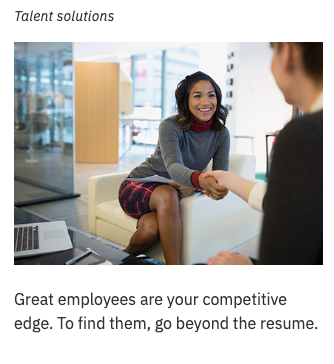 Talent solutions
Great employees are your competitive
edge. To find them, go beyond the resume.